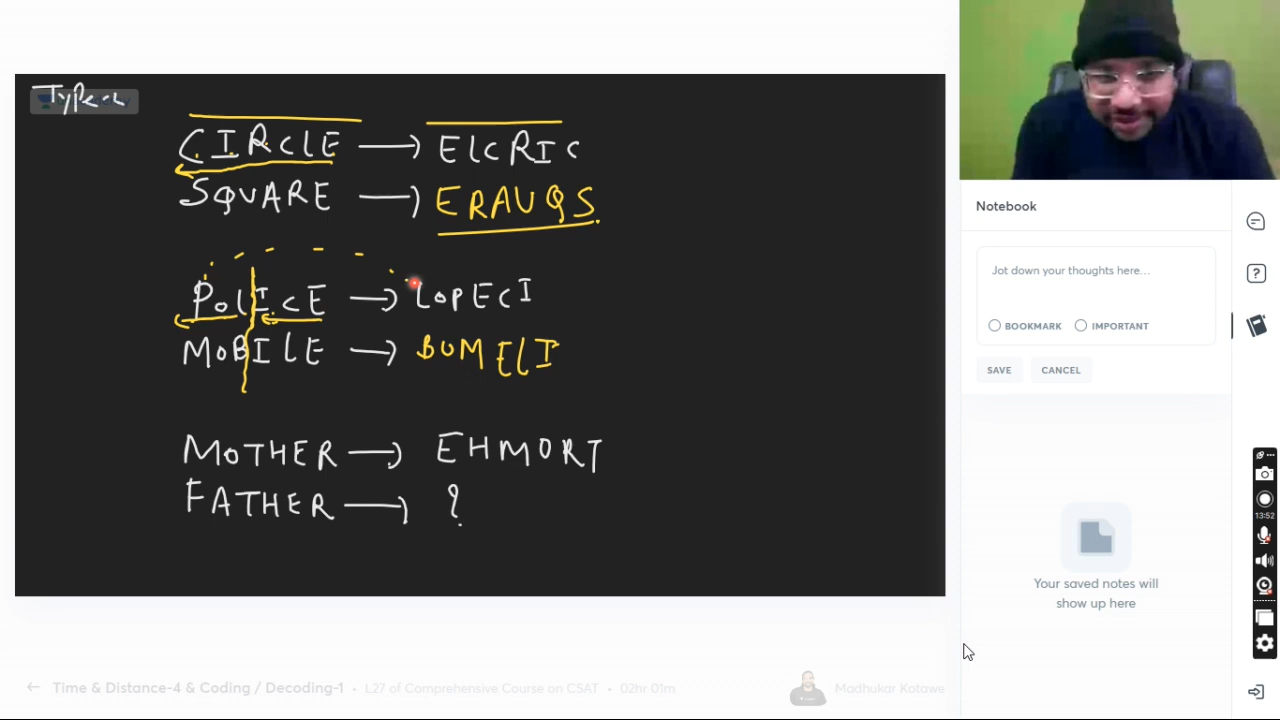 Type-2
CIRCLE → ELCRIC
SQUARE → ERAUQS.
POLICE → LOPECI
MOBILE → BOMELI
MOTHER → EHMORT
FATHER → ?
Notebook
Jot down your thoughts here...
BOOKMARK IMPORTANT
SAVE CANCEL
13:52
Your saved notes will
show up here
← Time & Distance-4 & Coding / Decoding-1 • L27 of Comprehensive Course on CSAT • 02hr 01m
Madhukar Kotawe